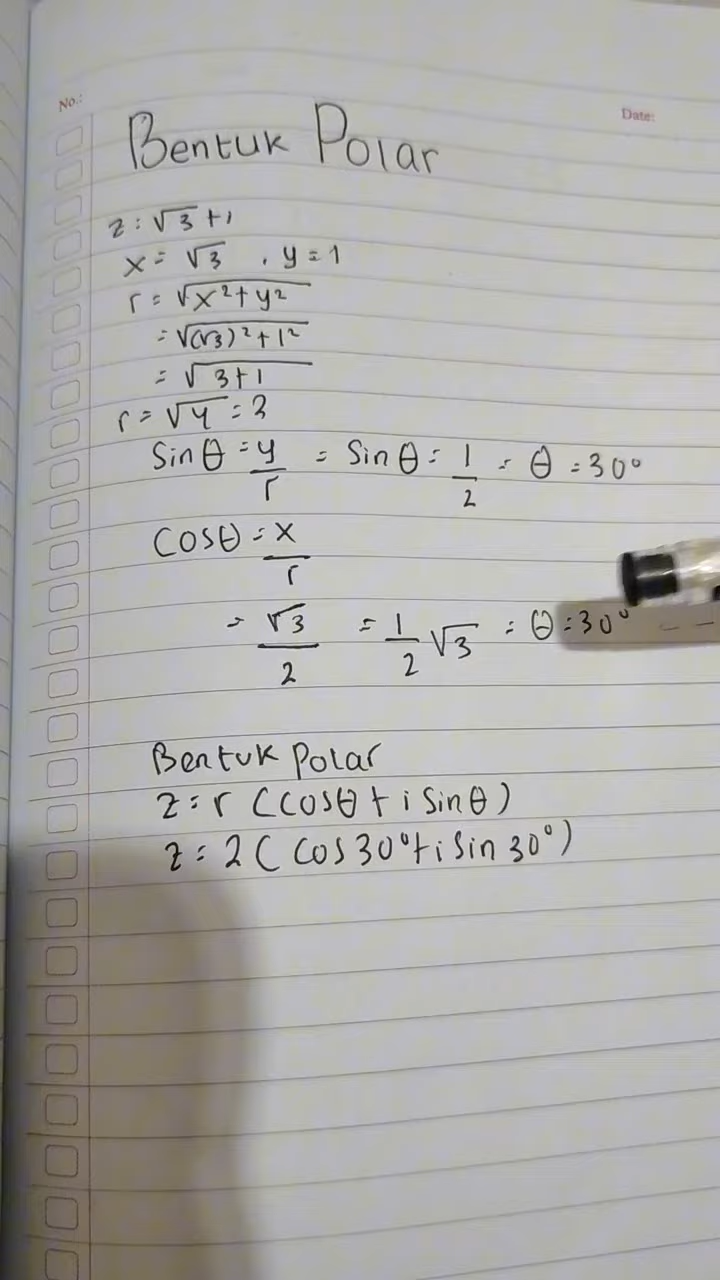 No.:
Date:
Bentuk Polar
z: √3 + 1
x = √3 , y = 1
r = √x² + y²
= √(√3)² + 1²
= √3+1
r = √4 = 2
Sin θ = y/r = Sin θ = 1/2 = θ = 30°
Cos θ = x/r
= √3/2 = 1/2 √3 = θ = 30°
Bentuk Polar
z = r (Cos θ + i Sin θ)
z = 2 ( Cos 30° + i Sin 30°)